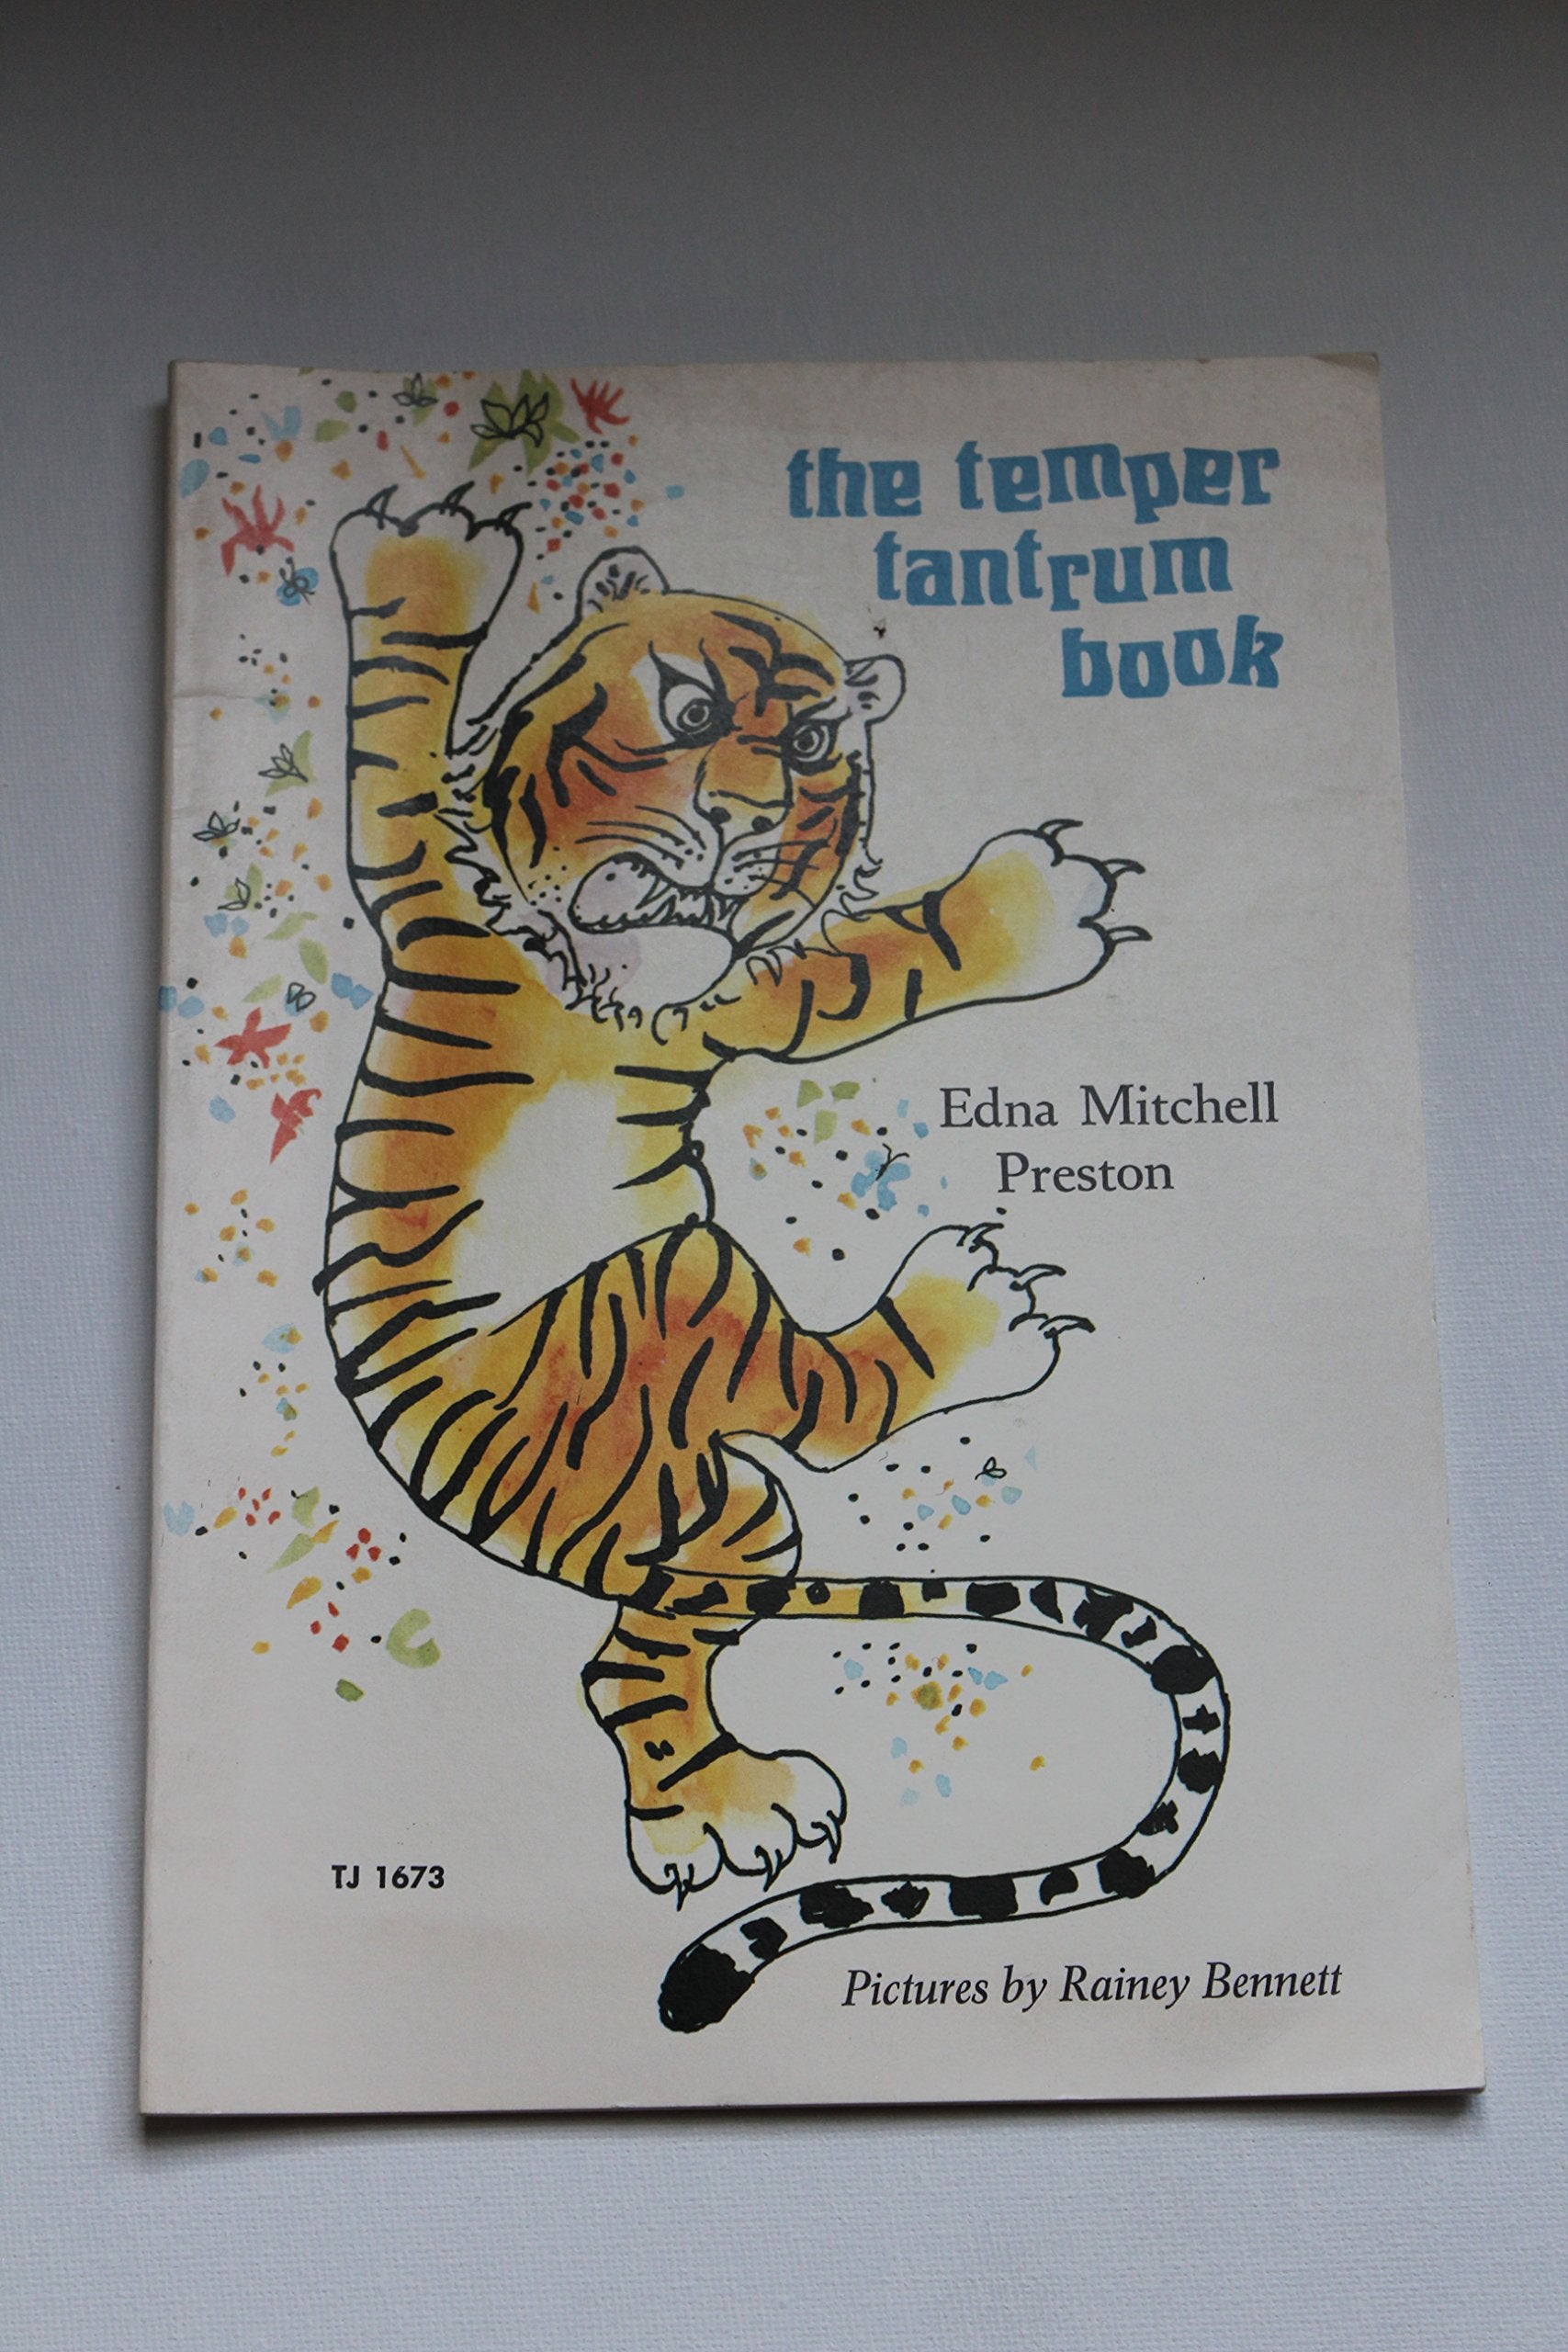 the temper
tantrum
book
Edna Mitchell
Preston
TJ 1673
Pictures by Rainey Bennett